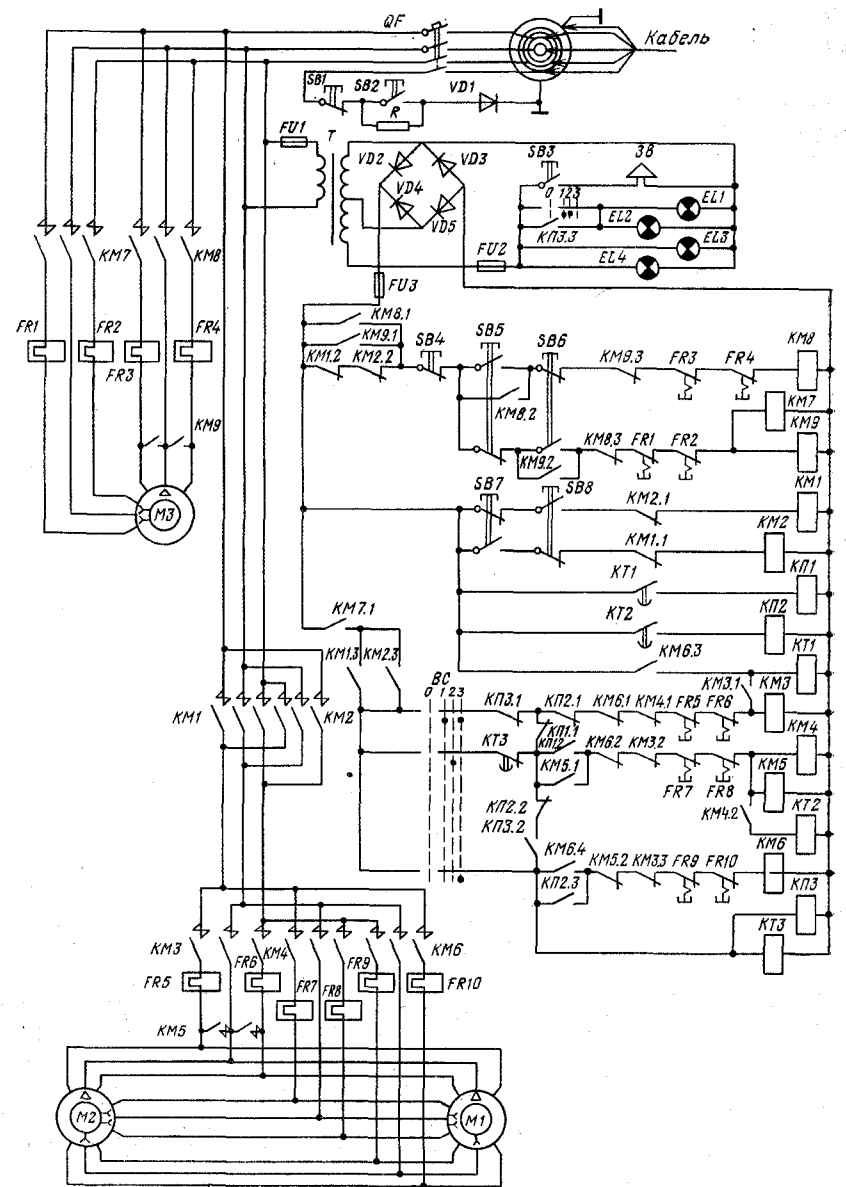 QF
Кабель
SB1
SB2
VD1
R
FU1
T
VD2
VD3
VD4
VD5
SB3
ЗВ
0 1 2 3
EL1
EL2
КП3.3
EL3
EL4
FU2
FU3
KM7
KM8
FR1
FR2
FR3
FR4
KM9
M3
KM8.1
KM9.1
KM1.2
KM2.2
SB4
SB5
SB6
KM9.3
FR3
FR4
KM8
KM8.2
KM7
KM9
KM9.2
KM8.3
FR1
FR2
KM1
SB7
SB8
KM2.1
KM2
KM1.1
КП1
KT1
КП2
KT2
KT1
KM6.3
KM7.1
KM1.3
KM2.3
BC
0 1 2 3
KM3.1
KM3
КП3.1
КП2.1
KM6.1
KM4.1
FR5
FR6
KM4
KM1
KM2
КП1.1
КП1.2
KT3
KM6.2
KM3.2
KM5
KM5.1
FR7
FR8
KM4.2
KT2
КП2.2
КП3.2
KM6
KM6.4
KM5.2
KM3.3
FR9
FR10
КП3
КП2.3
KT3
KM3
FR6
KM4
FR9
KM6
FR5
FR7
FR8
FR10
KM5
M2
M1